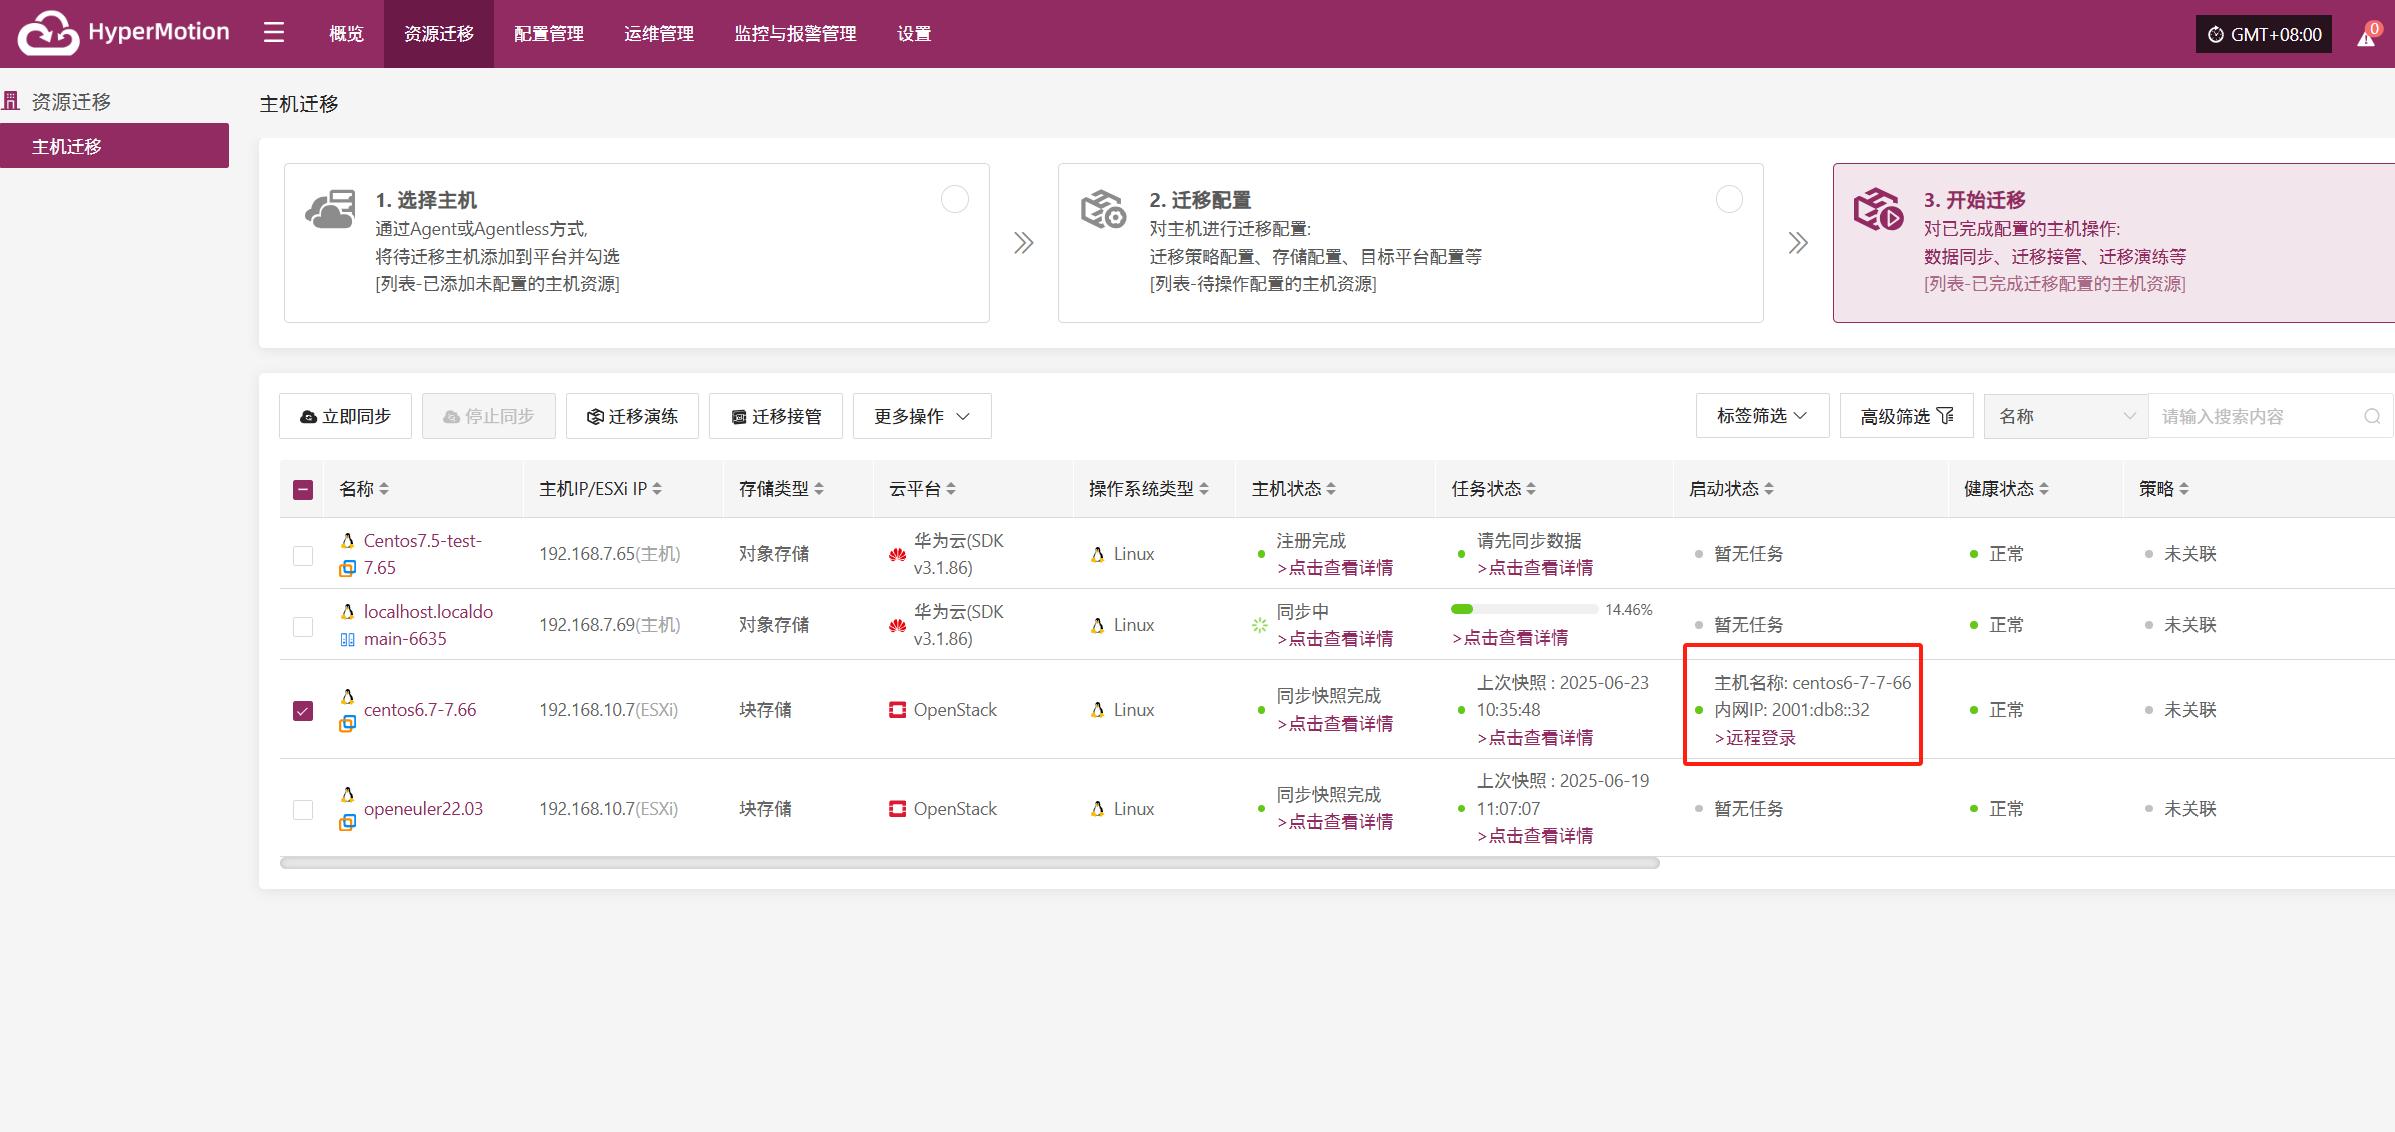 HyperMotion
概览
资源迁移
配置管理
运维管理
监控与报警管理
设置
GMT+08:00
0
资源迁移
主机迁移
主机迁移
1. 选择主机
通过Agent或Agentless方式,
将待迁移主机添加到平台并勾选
[列表-已添加未配置的主机资源]
2. 迁移配置
对主机进行迁移配置:
迁移策略配置、存储配置、目标平台配置等
[列表-待操作配置的主机资源]
3. 开始迁移
对已完成配置的主机操作:
数据同步、迁移接管、迁移演练等
[列表-已完成迁移配置的主机资源]
立即同步
停止同步
迁移演练
迁移接管
更多操作
标签筛选
高级筛选
名称
请输入搜索内容
名称
主机IP/ESXi IP
存储类型
云平台
操作系统类型
主机状态
任务状态
启动状态
健康状态
策略
Centos7.5-test-
7.65
192.168.7.65(主机)
对象存储
华为云(SDK
v3.1.86)
Linux
注册完成
>点击查看详情
请先同步数据
>点击查看详情
暂无任务
正常
未关联
localhost.localdo
main-6635
192.168.7.69(主机)
对象存储
华为云(SDK
v3.1.86)
Linux
同步中
>点击查看详情
14.46%
>点击查看详情
暂无任务
正常
未关联
centos6.7-7.66
192.168.10.7(ESXi)
块存储
OpenStack
Linux
同步快照完成
>点击查看详情
上次快照 : 2025-06-23
10:35:48
>点击查看详情
主机名称: centos6-7-7-66
内网IP: 2001:db8::32
>远程登录
正常
未关联
openeuler22.03
192.168.10.7(ESXi)
块存储
OpenStack
Linux
同步快照完成
>点击查看详情
上次快照 : 2025-06-19
11:07:07
>点击查看详情
暂无任务
正常
未关联